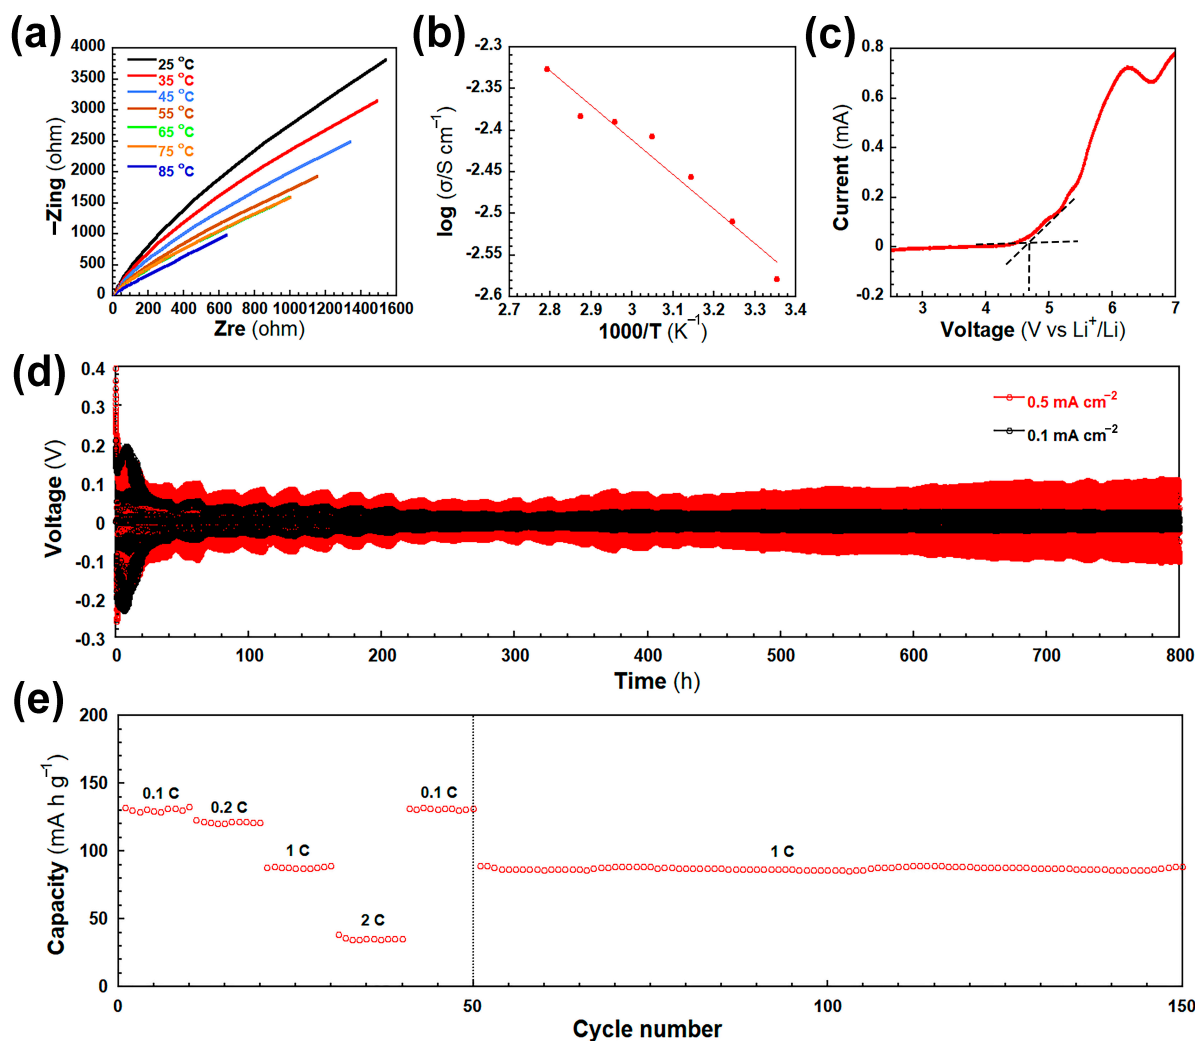 (a)
4000
3500
3000
2500
2000
1500
1000
500
0
−Zing (ohm)
25 °C
35 °C
45 °C
55 °C
65 °C
75 °C
85 °C
0 200 400 600 800 1000 1200 1400 1600
Zre (ohm)
(b)
-2.3
-2.35
-2.4
-2.45
-2.5
-2.55
-2.6
log (σ/S cm⁻¹)
2.7 2.8 2.9 3 3.1 3.2 3.3 3.4
1000/T (K⁻¹)
(c)
0.8
0.6
0.4
0.2
0
-0.2
Current (mA)
3 4 5 6 7
Voltage (V vs Li⁺/Li)
(d)
0.4
0.3
0.2
0.1
0
-0.1
-0.2
-0.3
Voltage (V)
0.5 mA cm⁻²
0.1 mA cm⁻²
0 100 200 300 400 500 600 700 800
Time (h)
(e)
200
150
100
50
0
Capacity (mA h g⁻¹)
0.1 C
0.2 C
1 C
2 C
0.1 C
1 C
0 50 100 150
Cycle number